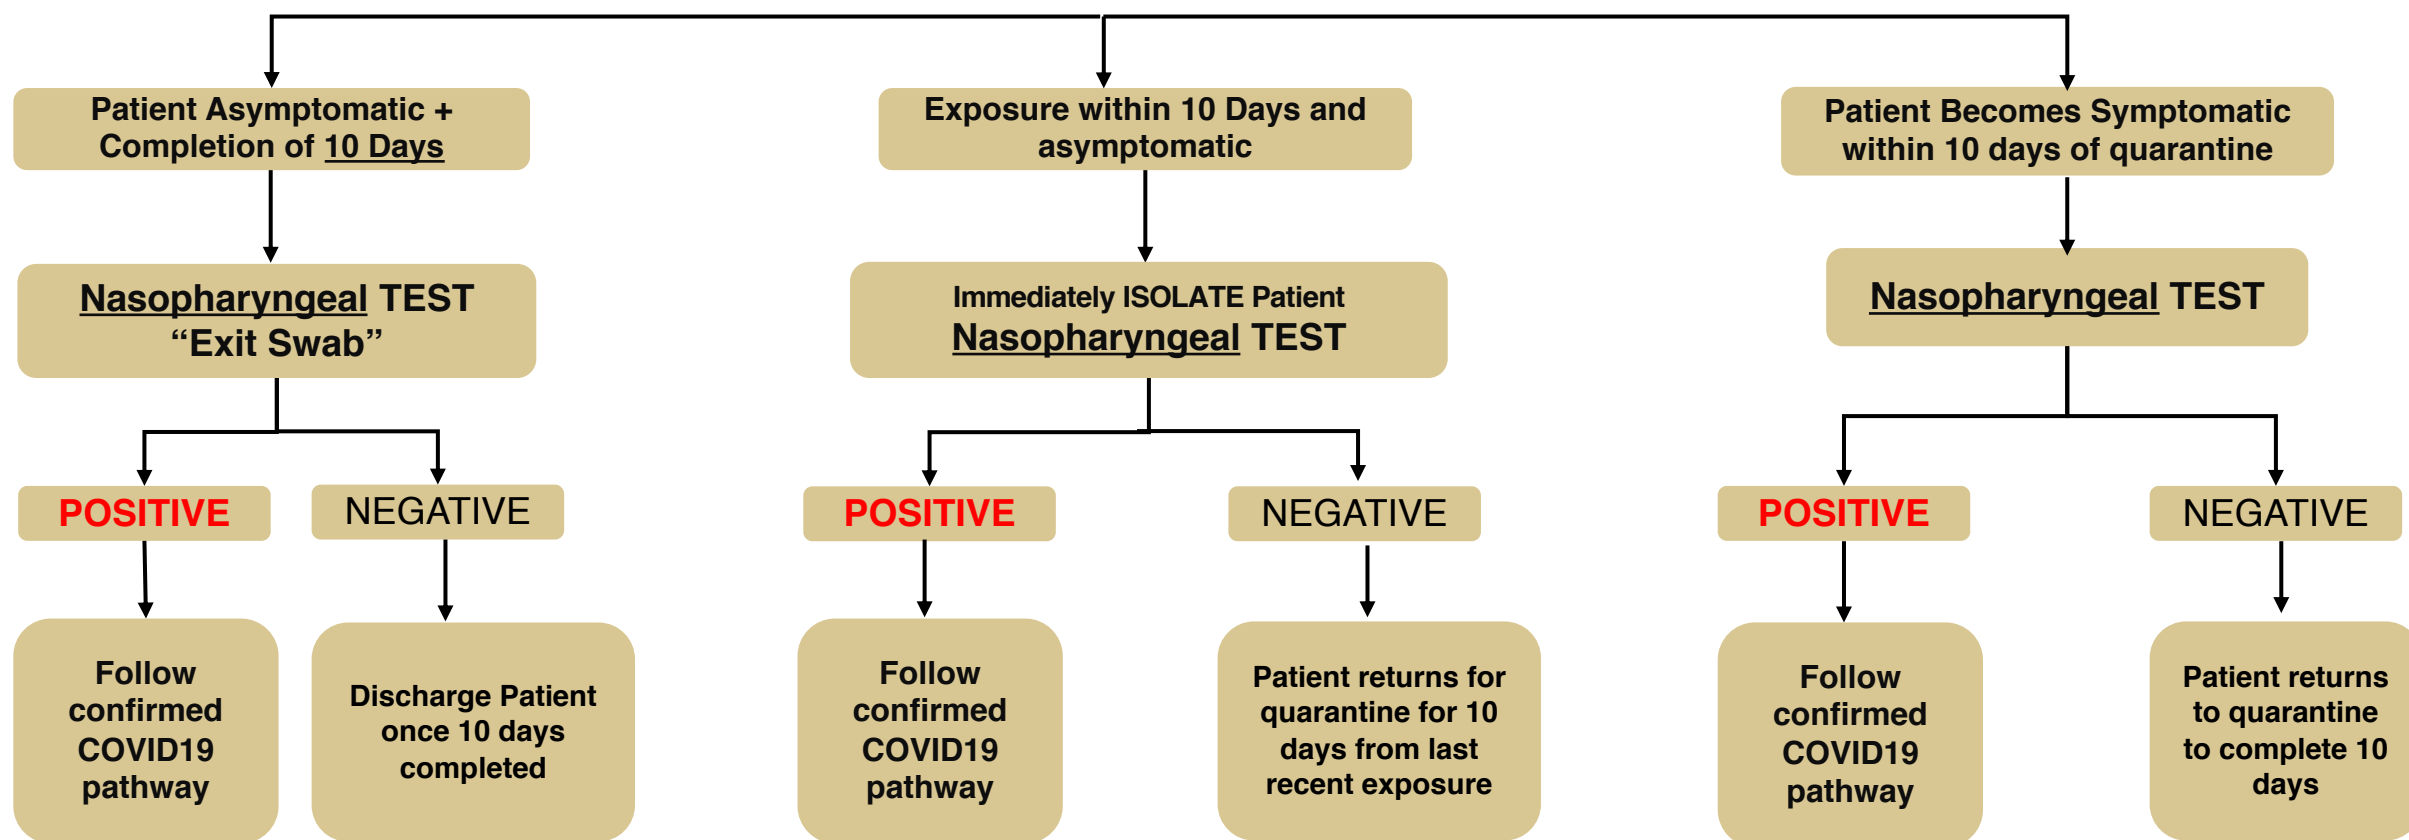 Patient Asymptomatic +
Completion of 10 Days
Exposure within 10 Days and
asymptomatic
Patient Becomes Symptomatic
within 10 days of quarantine
Nasopharyngeal TEST
“Exit Swab”
Immediately ISOLATE Patient
Nasopharyngeal TEST
Nasopharyngeal TEST
POSITIVE
NEGATIVE
POSITIVE
NEGATIVE
POSITIVE
NEGATIVE
Follow
confirmed
COVID19
pathway
Discharge Patient
once 10 days
completed
Follow
confirmed
COVID19
pathway
Patient returns for
quarantine for 10
days from last
recent exposure
Follow
confirmed
COVID19
pathway
Patient returns
to quarantine
to complete 10
days